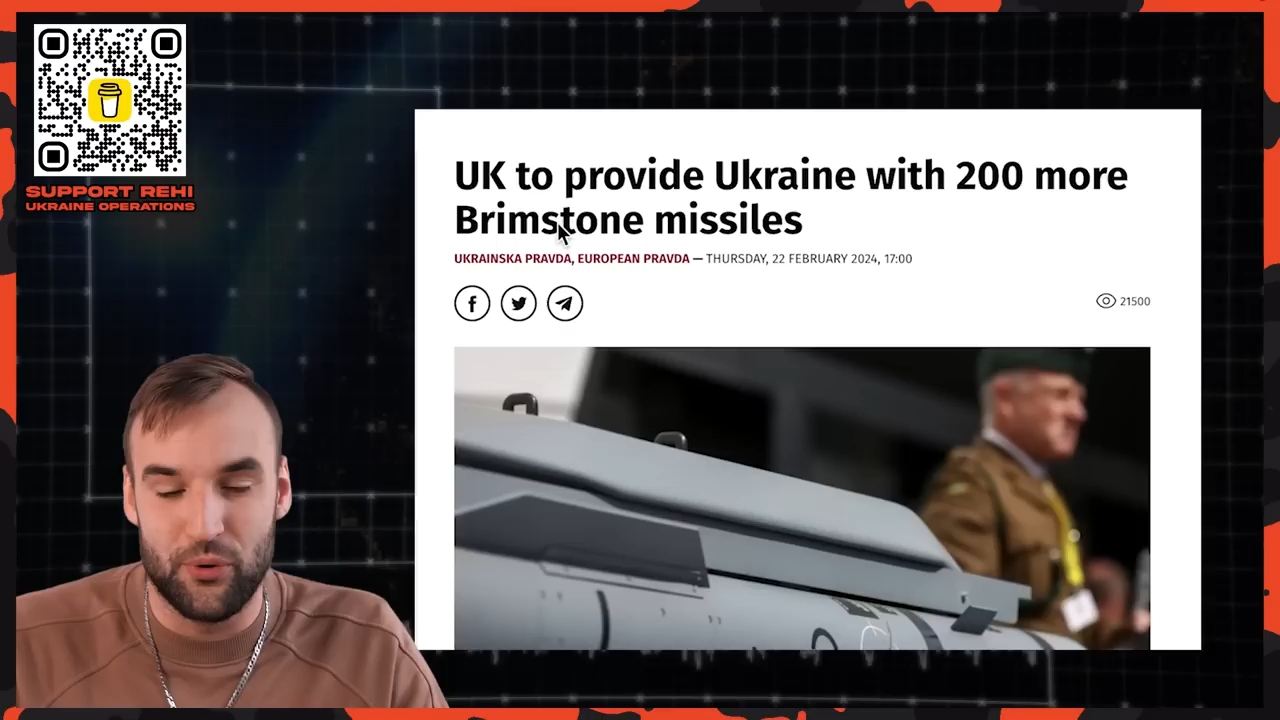 SUPPORT REHI
UKRAINE OPERATIONS
UK to provide Ukraine with 200 more
Brimstone missiles
UKRAINSKA PRAVDA, EUROPEAN PRAVDA — THURSDAY, 22 FEBRUARY 2024, 17:00
21500